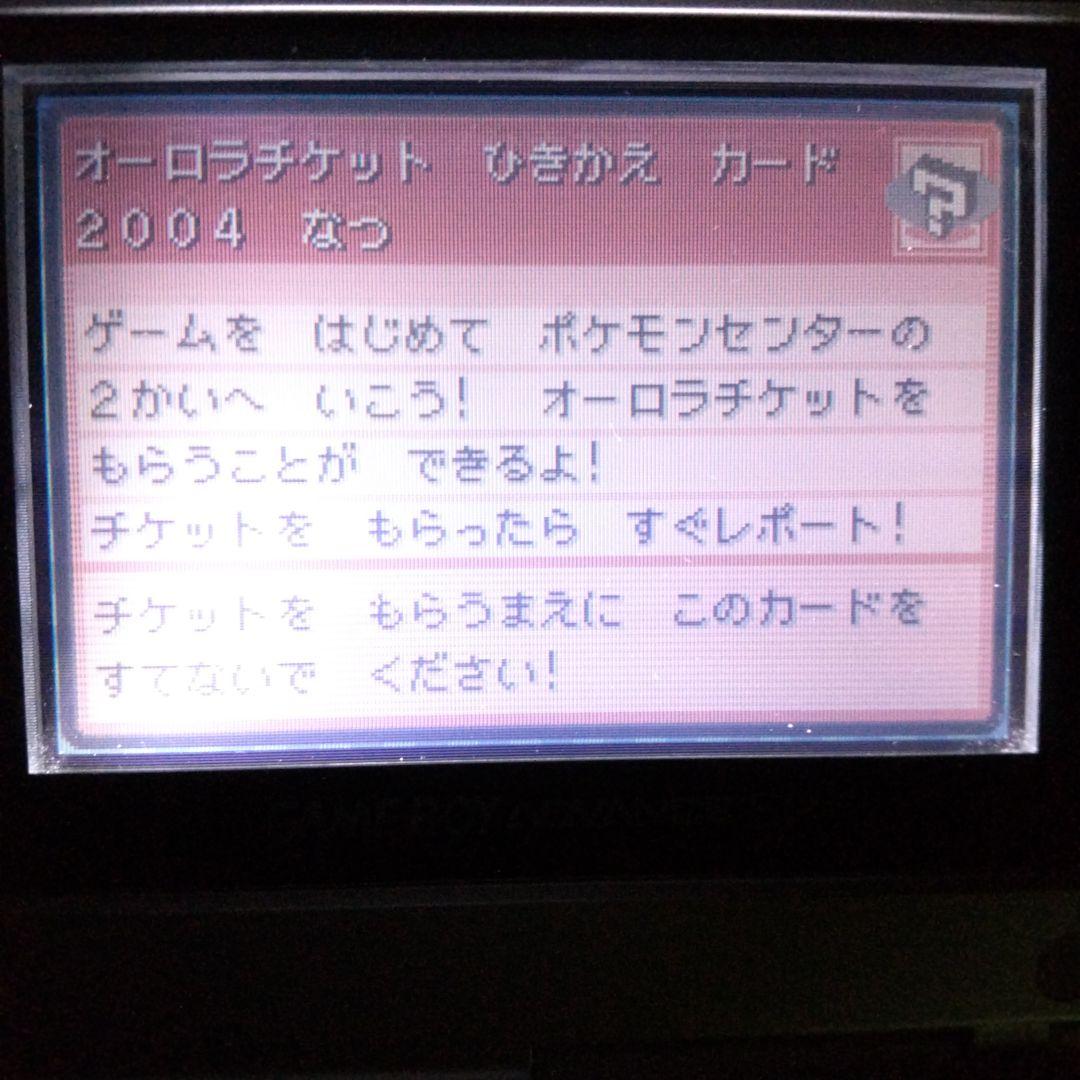 オーロラチケット　ひきかえ　カード
２００４　なつ
ゲームを　はじめて　ポケモンセンターの
２かいへ　いこう！　オーロラチケットを
もらうことが　できるよ！
チケットを　もらったら　すぐレポート！
チケットを　もらうまえに　このカードを
すてないで　ください！
GAME BOY ADVANCE SP